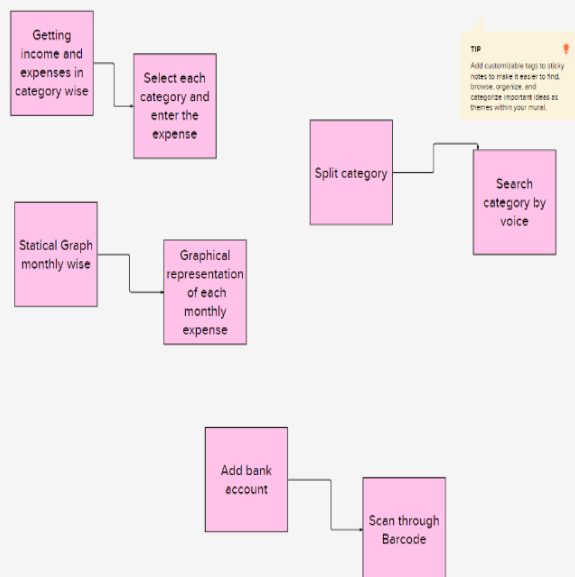 Getting
income and
expenses in
category wise
Select each
category and
enter the
expense
TIP
Add customizable tags to sticky
notes to make it easier to find,
browse, organize, and
categorize important ideas as
themes within your mural.
Split category
Search
category by
voice
Statical Graph
monthly wise
Graphical
representation
of each
monthly
expense
Add bank
account
Scan through
Barcode